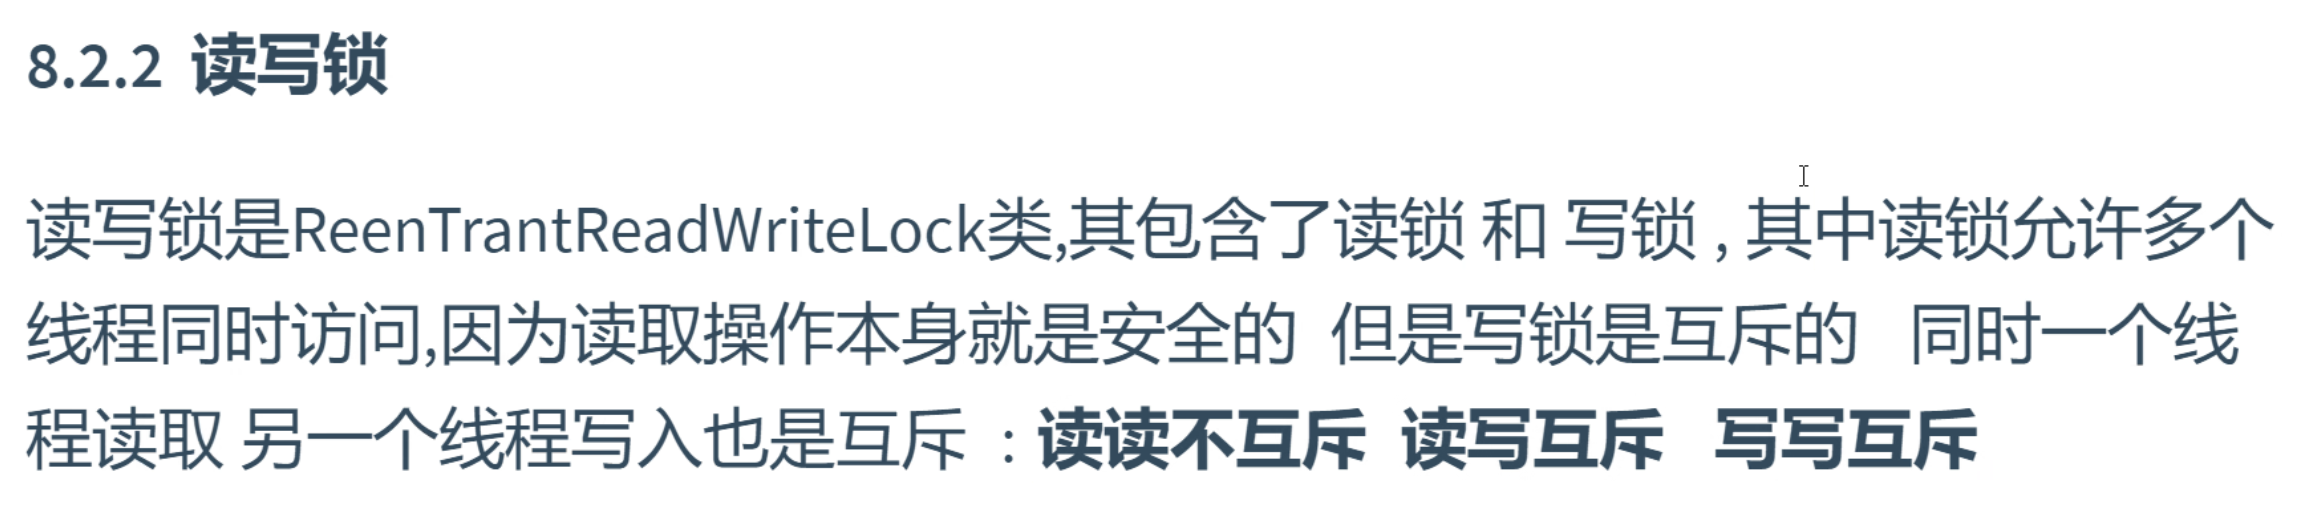 8.2.2 读写锁
读写锁是ReenTrantReadWriteLock类,其包含了读锁 和 写锁 , 其中读锁允许多个
线程同时访问,因为读取操作本身就是安全的 但是写锁是互斥的 同时一个线
程读取 另一个线程写入也是互斥 : 读读不互斥 读写互斥 写写互斥